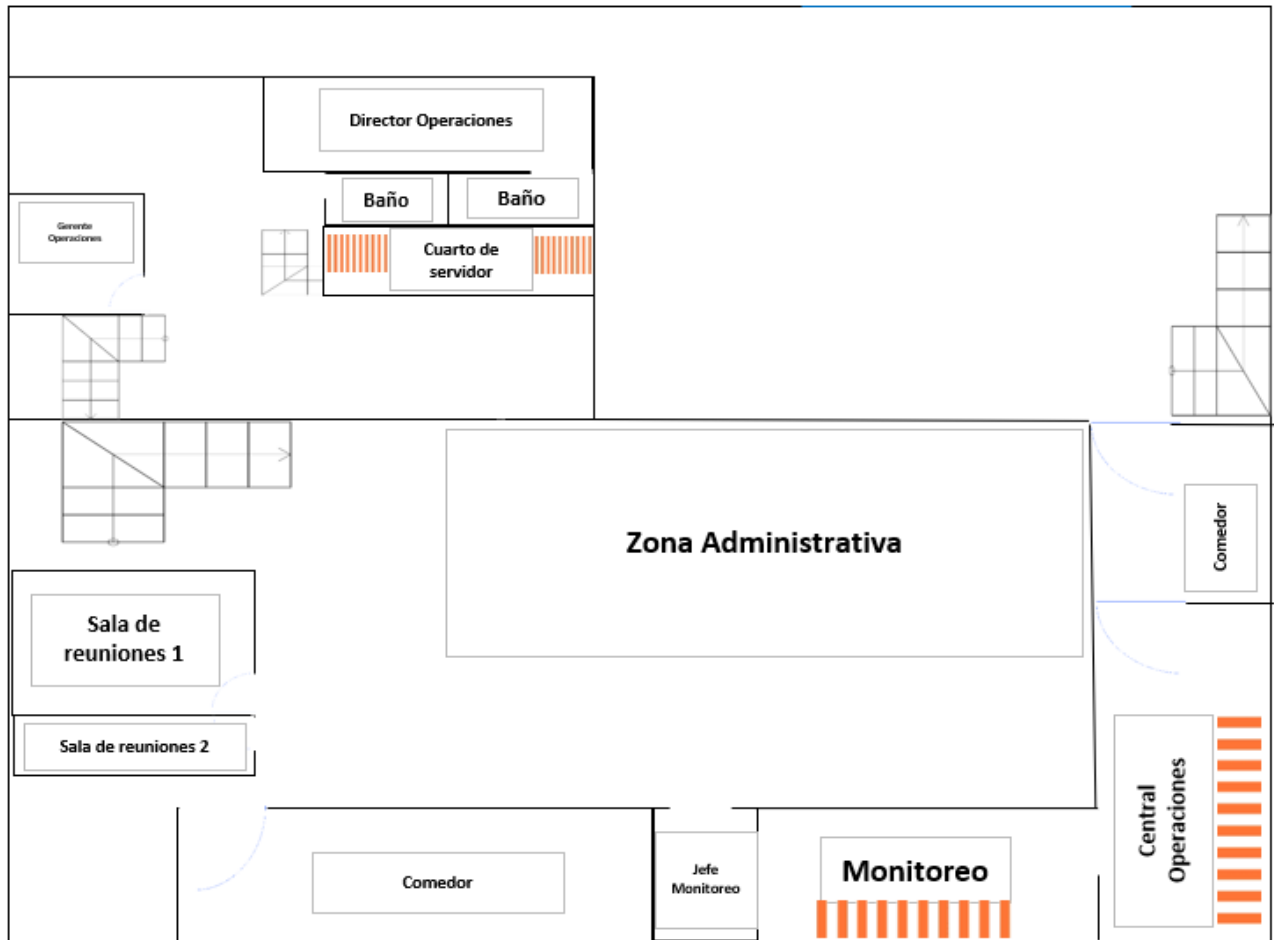 Director Operaciones
Baño
Baño
Gerente
Operaciones
Cuarto de
servidor
Zona Administrativa
Comedor
Sala de
reuniones 1
Sala de reuniones 2
Central
Operaciones
Comedor
Jefe
Monitoreo
Monitoreo